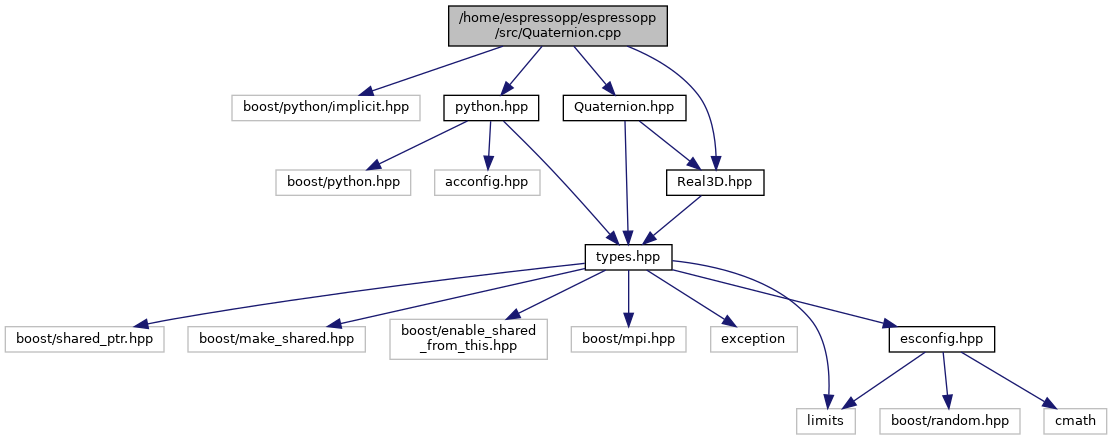 /home/espressopp/espressopp
/src/Quaternion.cpp
boost/python/implicit.hpp
python.hpp
Quaternion.hpp
boost/python.hpp
acconfig.hpp
Real3D.hpp
types.hpp
boost/shared_ptr.hpp
boost/make_shared.hpp
boost/enable_shared
_from_this.hpp
boost/mpi.hpp
exception
esconfig.hpp
limits
boost/random.hpp
cmath